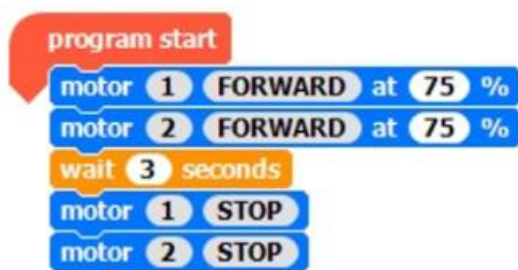 program start
motor 1 FORWARD at 75 %
motor 2 FORWARD at 75 %
wait 3 seconds
motor 1 STOP
motor 2 STOP